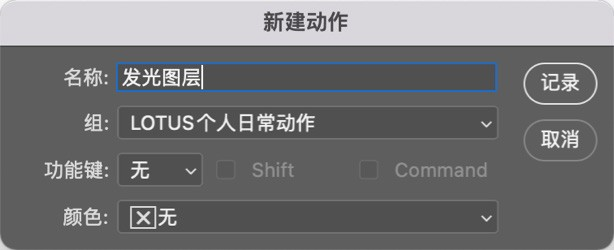 新建动作
名称: 发光图层 记录
组: LOTUS个人日常动作
取消
功能键: 无 Shift Command
颜色: 无